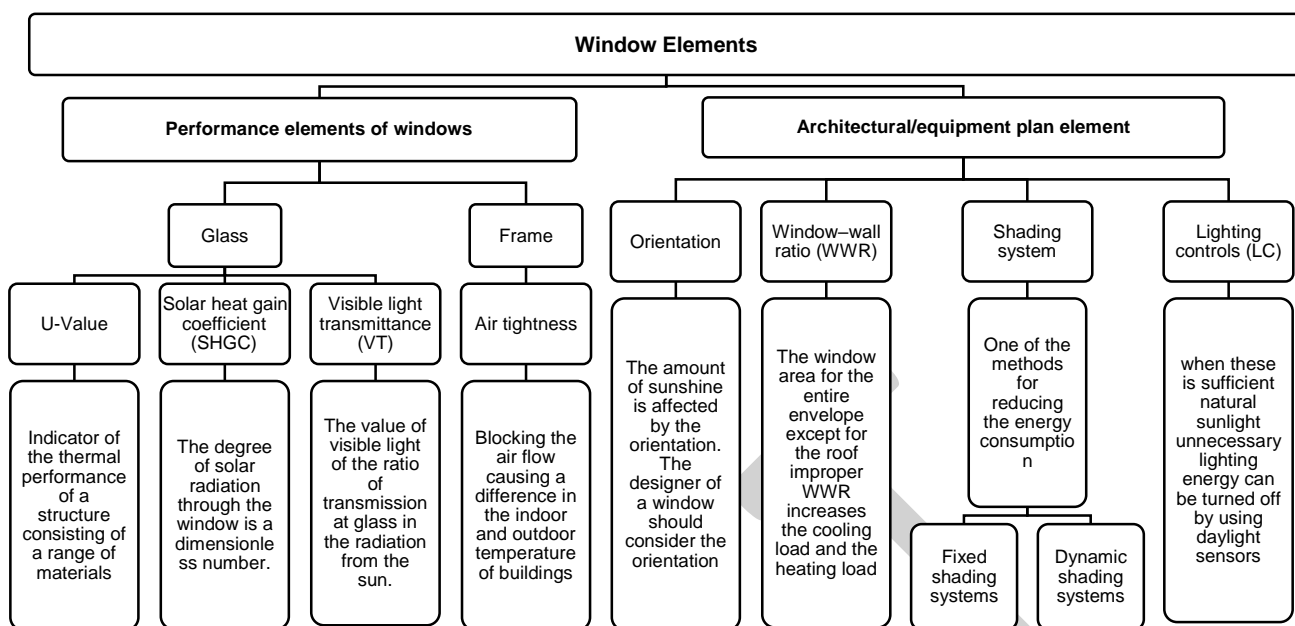 Window Elements
Performance elements of windows
Architectural/equipment plan element
Glass
Frame
Orientation
Window–wall
ratio (WWR)
Shading
system
Lighting
controls (LC)
U-Value
Solar heat gain
coefficient
(SHGC)
Visible light
transmittance
(VT)
Air tightness
Indicator of
the thermal
performance
of a
structure
consisting of
a range of
materials
The degree
of solar
radiation
through the
window is a
dimensionle
ss number.
The value of
visible light
of the ratio
of
transmission
at glass in
the radiation
from the
sun.
Blocking the
air flow
causing a
difference in
the indoor
and outdoor
temperature
of buildings
The amount
of sunshine
is affected
by the
orientation.
The
designer of
a window
should
consider the
orientation
The window
area for the
entire
envelope
except for
the roof
improper
WWR
increases
the cooling
load and the
heating load
One of the
methods
for
reducing
the energy
consumptio
n
Fixed
shading
systems
Dynamic
shading
systems
when these
is sufficient
natural
sunlight
unnecessary
lighting
energy can
be turned off
by using
daylight
sensors